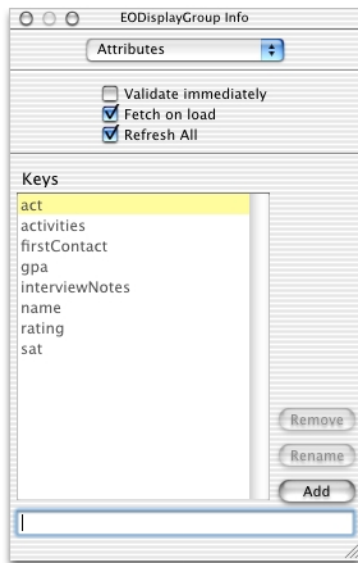 EODisplayGroup Info
Attributes
Validate immediately
Fetch on load
Refresh All
Keys
act
activities
firstContact
gpa
interviewNotes
name
rating
sat
Remove
Rename
Add